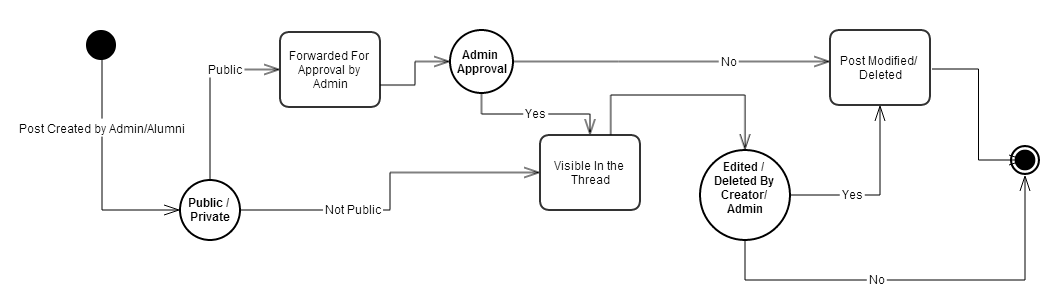 Public
Forwarded For
Approval by
Admin
Admin
Approval
No
Post Modified/
Deleted
Post Created by Admin/Alumni
Yes
Visible In the
Thread
Edited /
Deleted By
Creator/
Admin
Yes
Public /
Private
Not Public
No